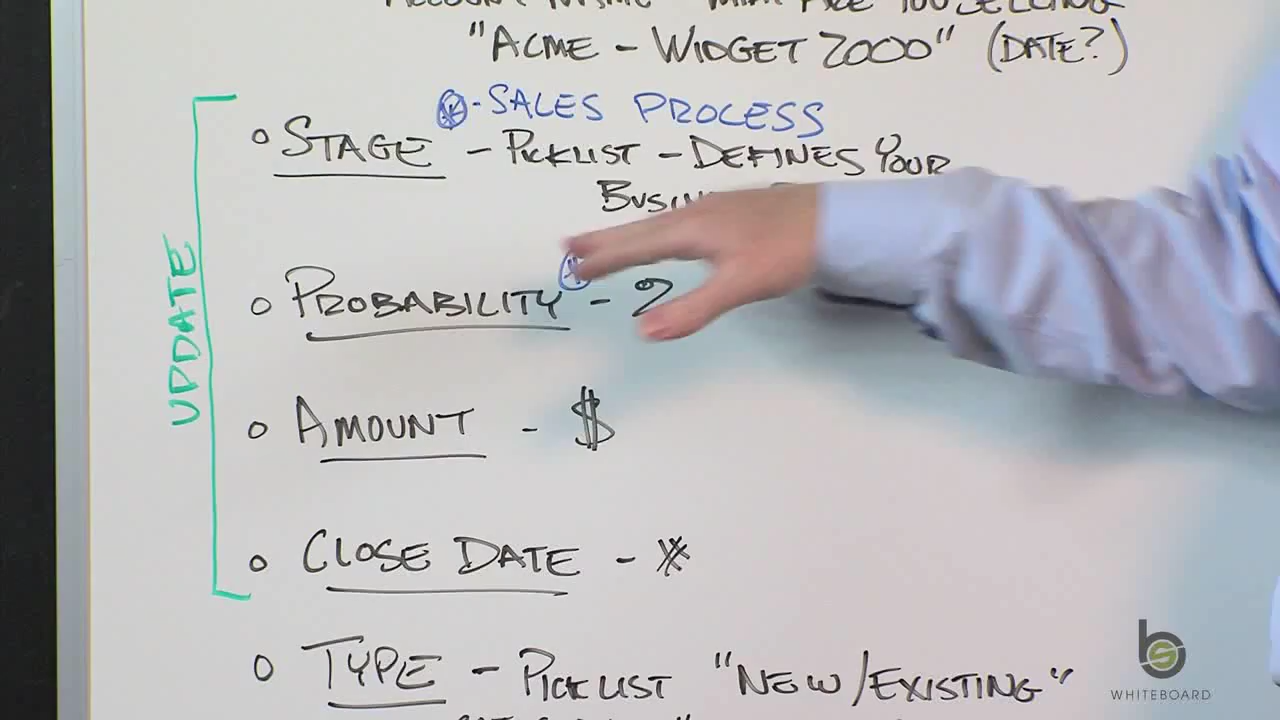 "ACME - WIDGET 2000" (DATE?)
* - SALES PROCESS
○ STAGE - PICKLIST - DEFINES YOUR
○ PROBABILITY * -
○ AMOUNT - $
○ CLOSE DATE - *
○ TYPE - PICKLIST "NEW/EXISTING"
UPDATE
bs
WHITEBOARD